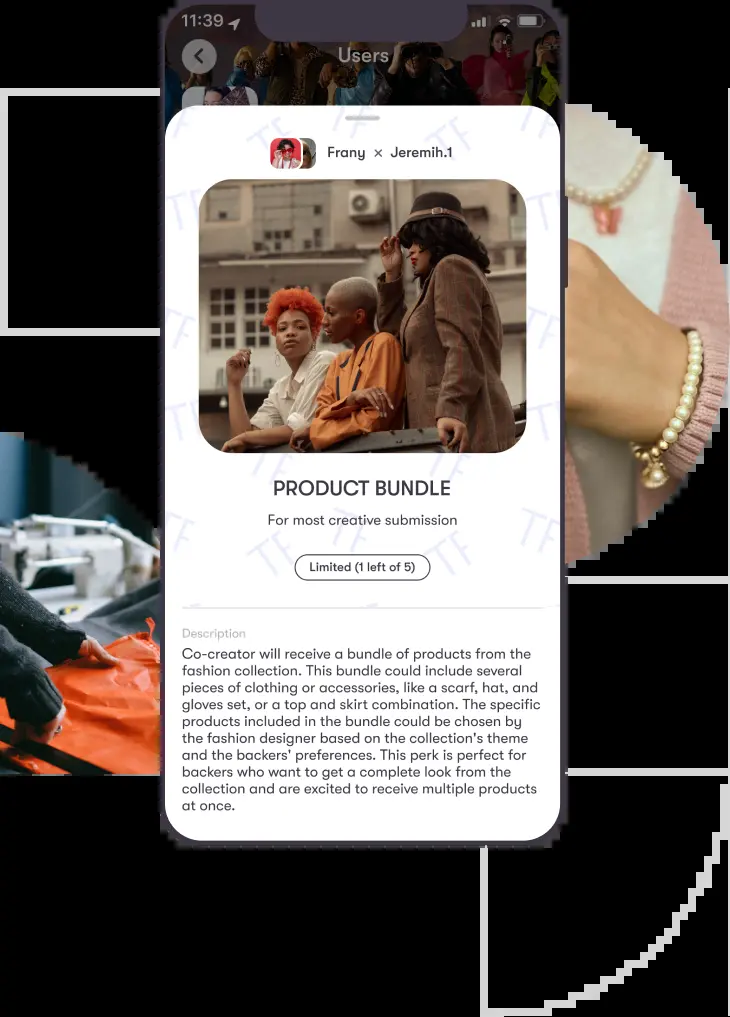 11:39
Users
Frany × Jeremih.1
PRODUCT BUNDLE
For most creative submission
Limited (1 left of 5)
Description
Co-creator will receive a bundle of products from the
fashion collection. This bundle could include several
pieces of clothing or accessories, like a scarf, hat, and
gloves set, or a top and skirt combination. The specific
products included in the bundle could be chosen by
the fashion designer based on the collection's theme
and the backers' preferences. This perk is perfect for
backers who want to get a complete look from the
collection and are excited to receive multiple products
at once.